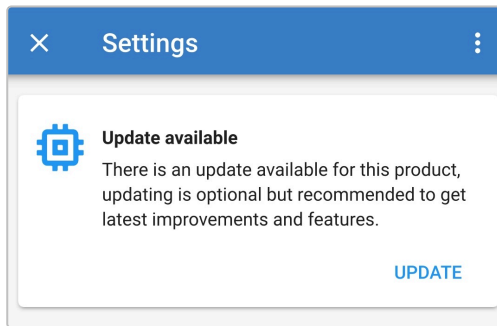 Settings
Update available
There is an update available for this product,
updating is optional but recommended to get
latest improvements and features.
UPDATE